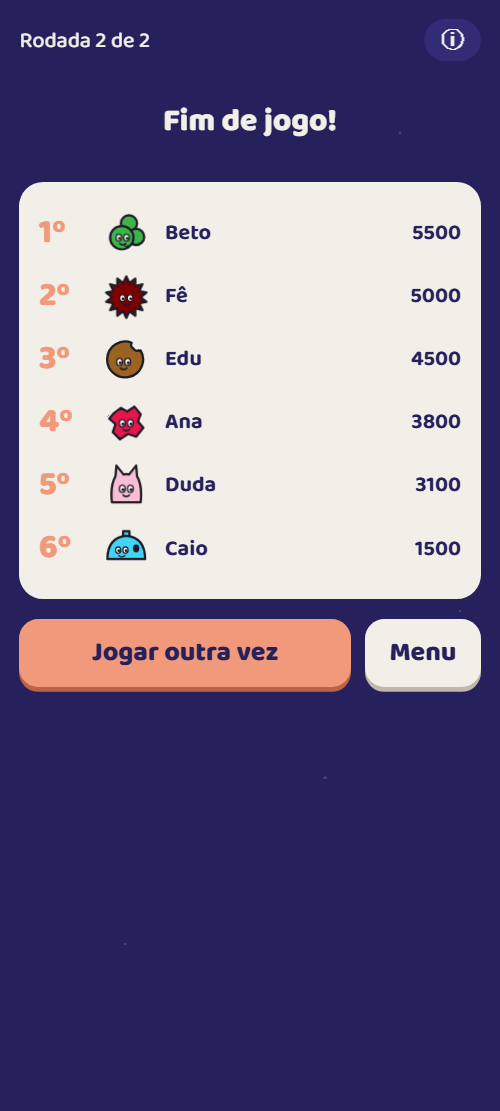 Rodada 2 de 2
Fim de jogo!
1º Beto 5500
2º Fê 5000
3º Edu 4500
4º Ana 3800
5º Duda 3100
6º Caio 1500
Jogar outra vez
Menu